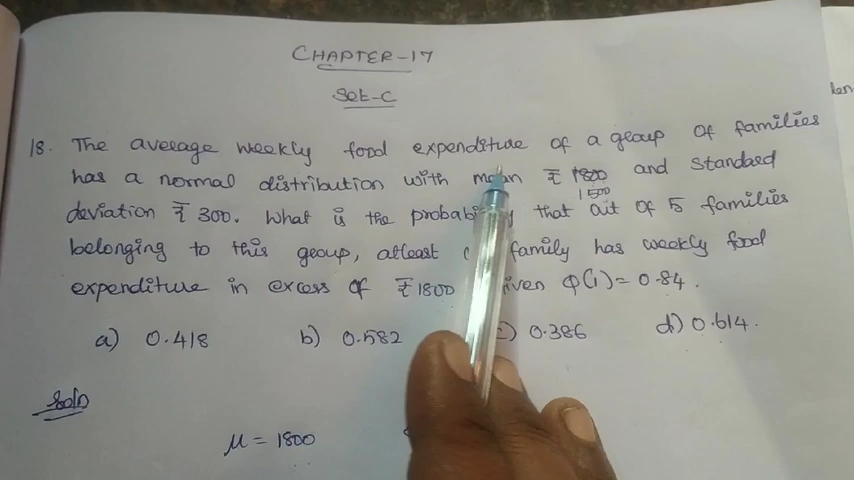 CHAPTER-17
Set-C
18. The average weekly food expenditure of a group of families
has a normal distribution with mean ₹ 1800 and standard
1500
deviation ₹ 300. What is the that out of 5 families
belonging to this group, atleast family has weekly food
expenditure in excess of ₹ 1800 φ(1) = 0.84.
a) 0.418 b) 0.582 c) 0.386 d) 0.614.
Soln
μ = 1800